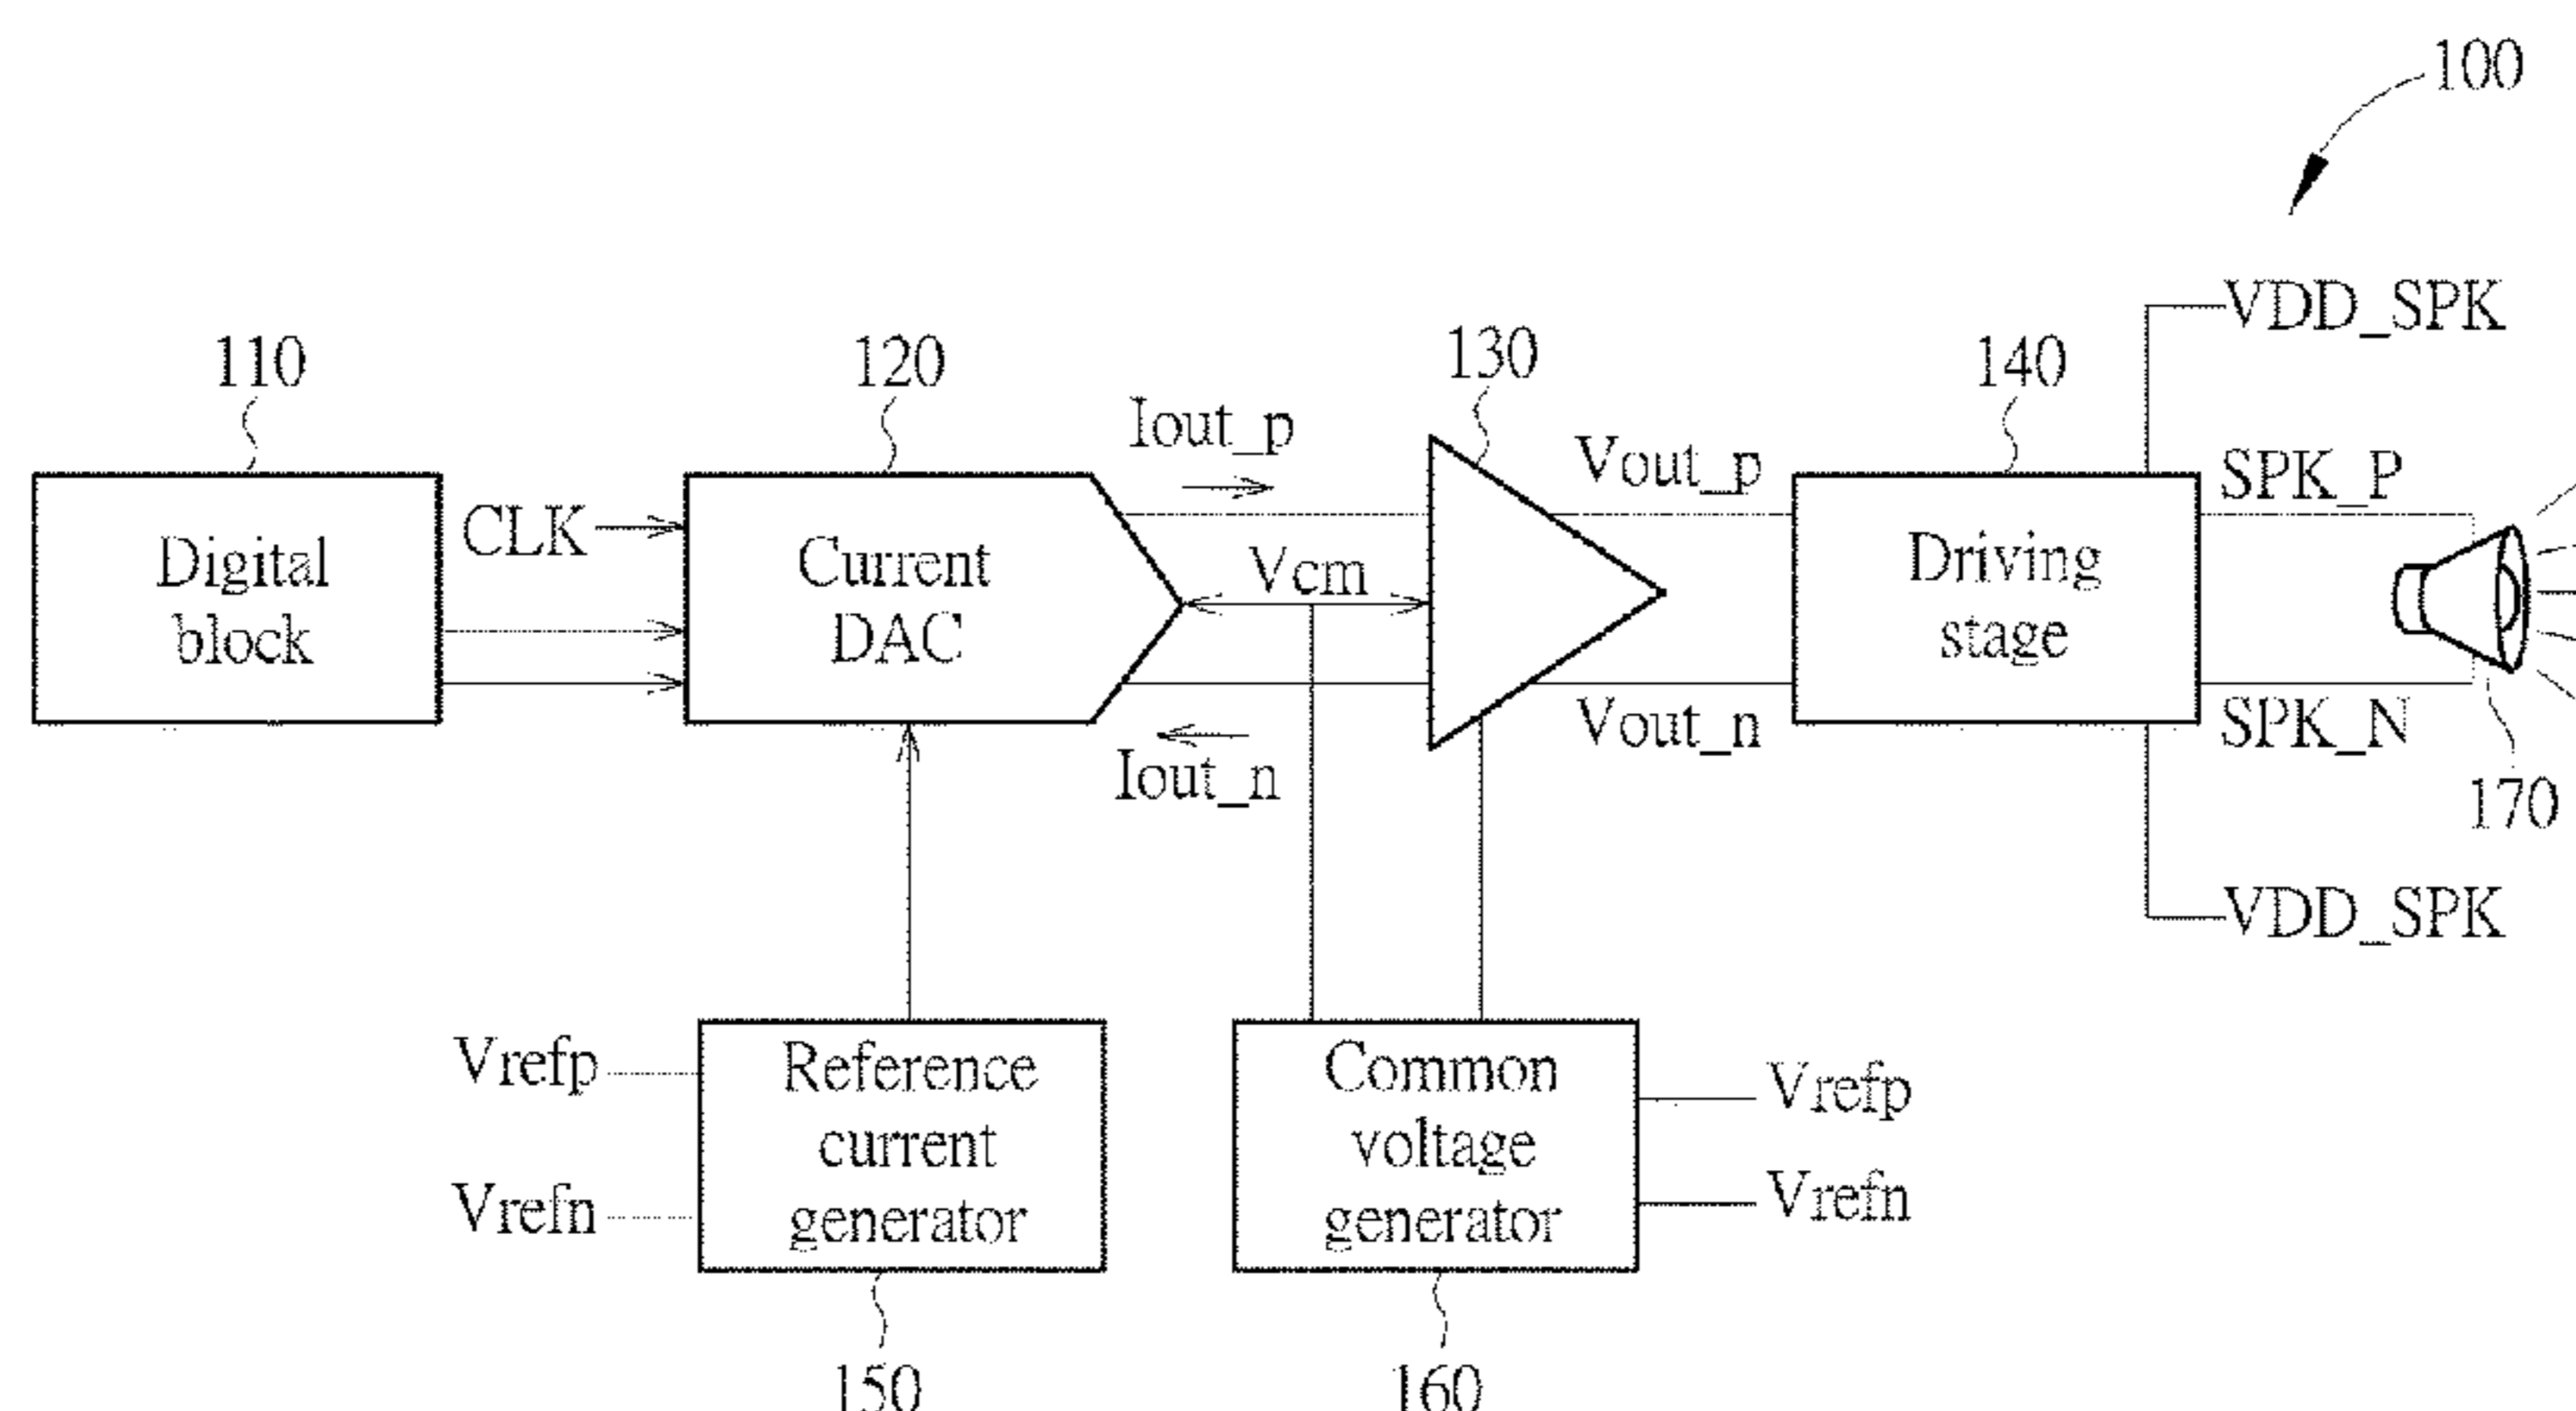 100
VDD_SPK
110
120
130
140
Iout_p
Vout_p
SPK_P
CLK
Digital
block
Current
DAC
Vcm
Driving
stage
Iout_n
Vout_n
SPK_N
170
VDD_SPK
Vrefp
Vrefn
Reference
current
generator
Common
voltage
generator
Vrefp
Vrefn
150
160